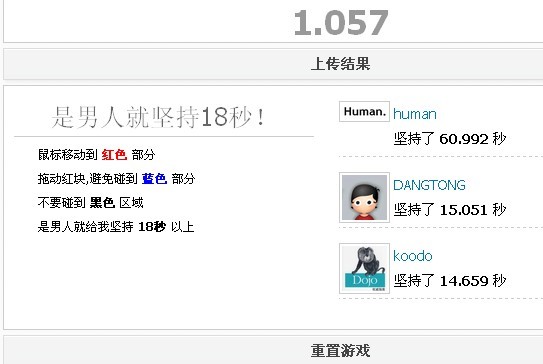 1.057
上传结果
是男人就坚持18秒!
鼠标移动到 红色 部分
拖动红块,避免碰到 蓝色 部分
不要碰到 黑色 区域
是男人就给我坚持 18秒 以上
Human.
human
坚持了 60.992 秒
DANGTONG
坚持了 15.051 秒
Dojo
koodo
坚持了 14.659 秒
重置游戏